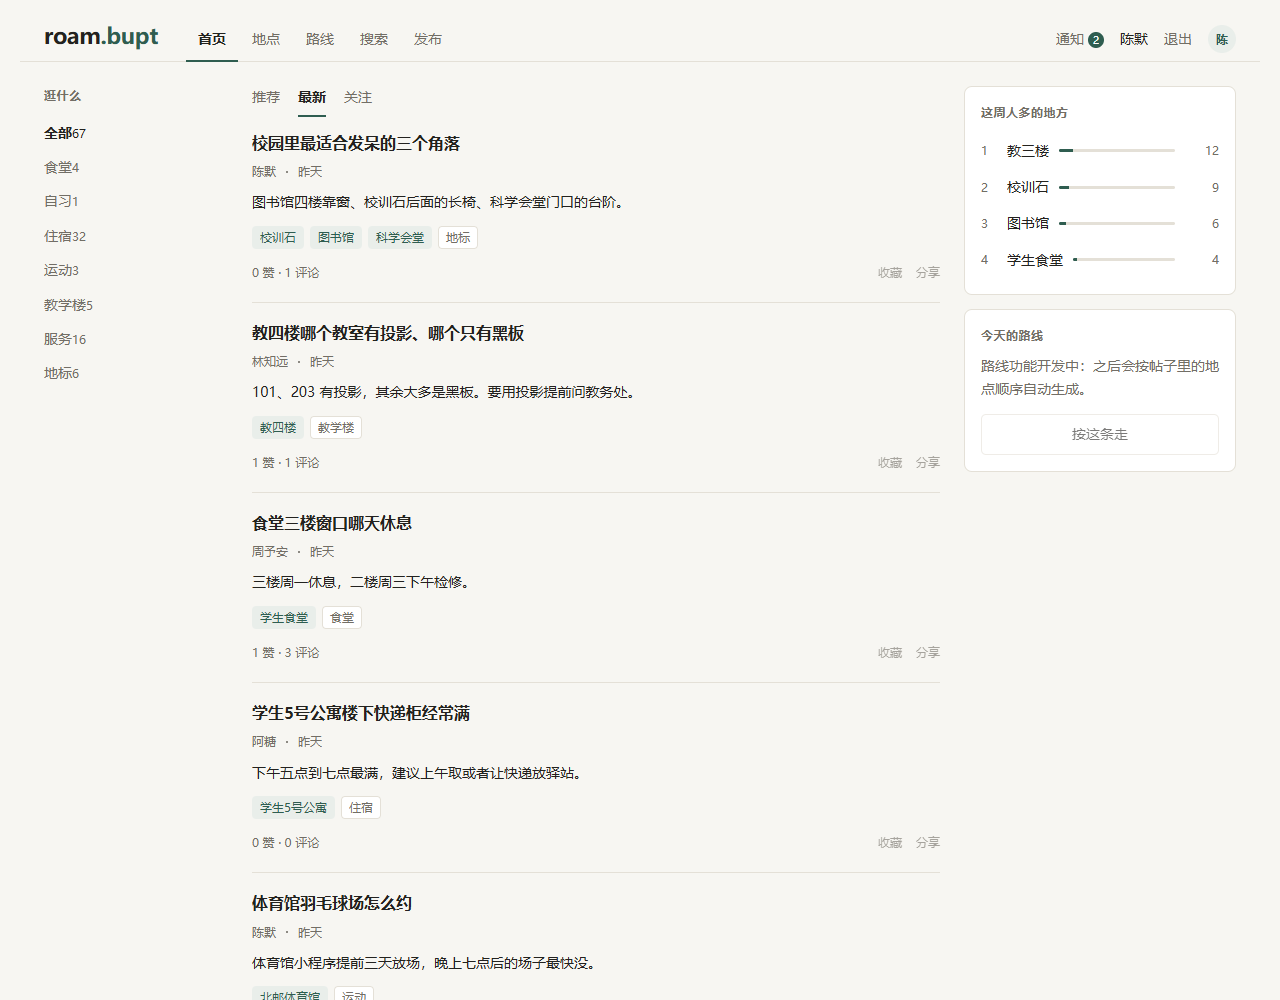 roam.bupt 首页 地点 路线 搜索 发布 通知 2 陈默 退出 陈
逛什么
全部67
食堂4
自习1
住宿32
运动3
教学楼5
服务16
地标6
推荐 最新 关注
校园里最适合发呆的三个角落
陈默 · 昨天
图书馆四楼靠窗、校训石后面的长椅、科学会堂门口的台阶。
校训石 图书馆 科学会堂 地标
0 赞 · 1 评论 收藏 分享
教四楼哪个教室有投影、哪个只有黑板
林知远 · 昨天
101、203 有投影，其余大多是黑板。要用投影提前问教务处。
教四楼 教学楼
1 赞 · 1 评论 收藏 分享
食堂三楼窗口哪天休息
周予安 · 昨天
三楼周一休息，二楼周三下午检修。
学生食堂 食堂
1 赞 · 3 评论 收藏 分享
学生5号公寓楼下快递柜经常满
阿糖 · 昨天
下午五点到七点最满，建议上午取或者让快递放驿站。
学生5号公寓 住宿
0 赞 · 0 评论 收藏 分享
体育馆羽毛球场怎么约
陈默 · 昨天
体育馆小程序提前三天放场，晚上七点后的场子最快没。
北邮体育馆 运动
这周人多的地方
1 教三楼 12
2 校训石 9
3 图书馆 6
4 学生食堂 4
今天的路线
路线功能开发中：之后会按帖子里的地
点顺序自动生成。
按这条走